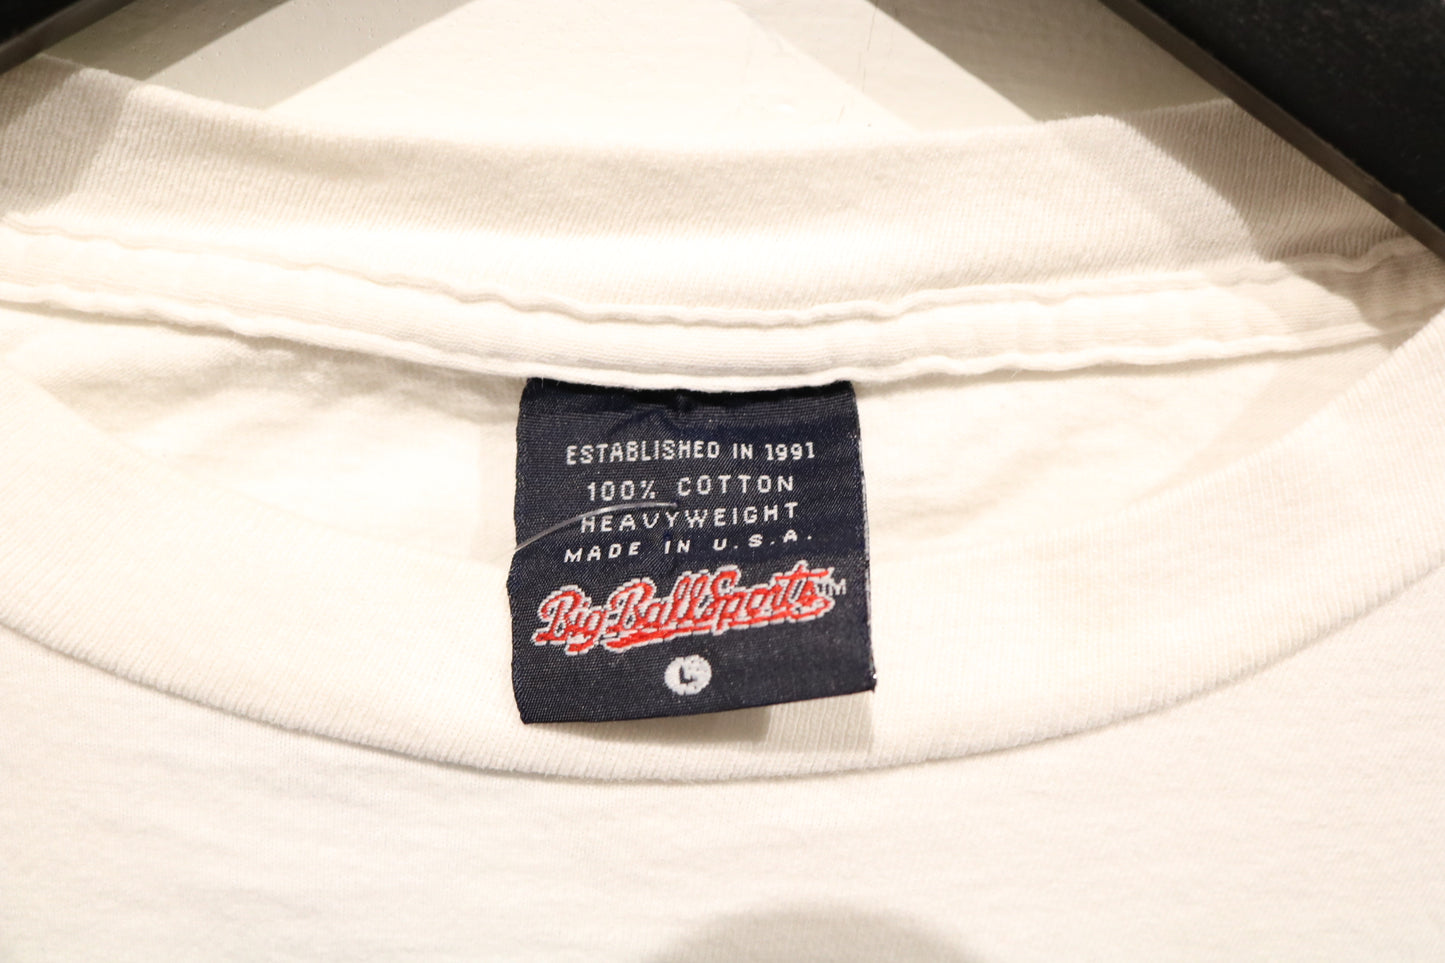 ESTABLISHED IN 1991
100% COTTON
HEAVYWEIGHT
MADE IN U.S.A.
Big Ball Sports™
L